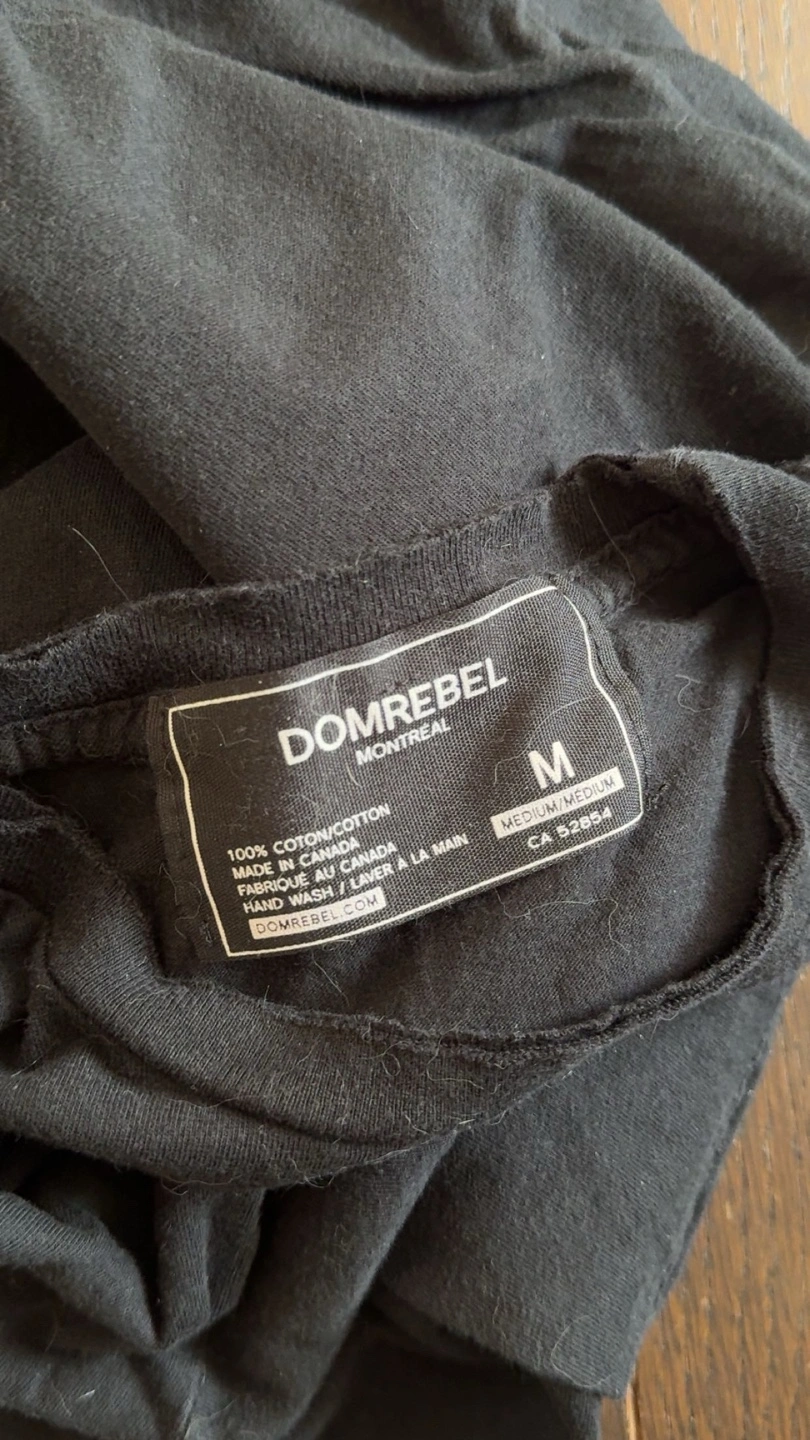 DOMREBEL
MONTREAL
M
MEDIUM/MÉDIUM
CA 52854
100% COTON/COTTON
MADE IN CANADA
FABRIQUÉ AU CANADA
HAND WASH / LAVER À LA MAIN
DOMREBEL.COM